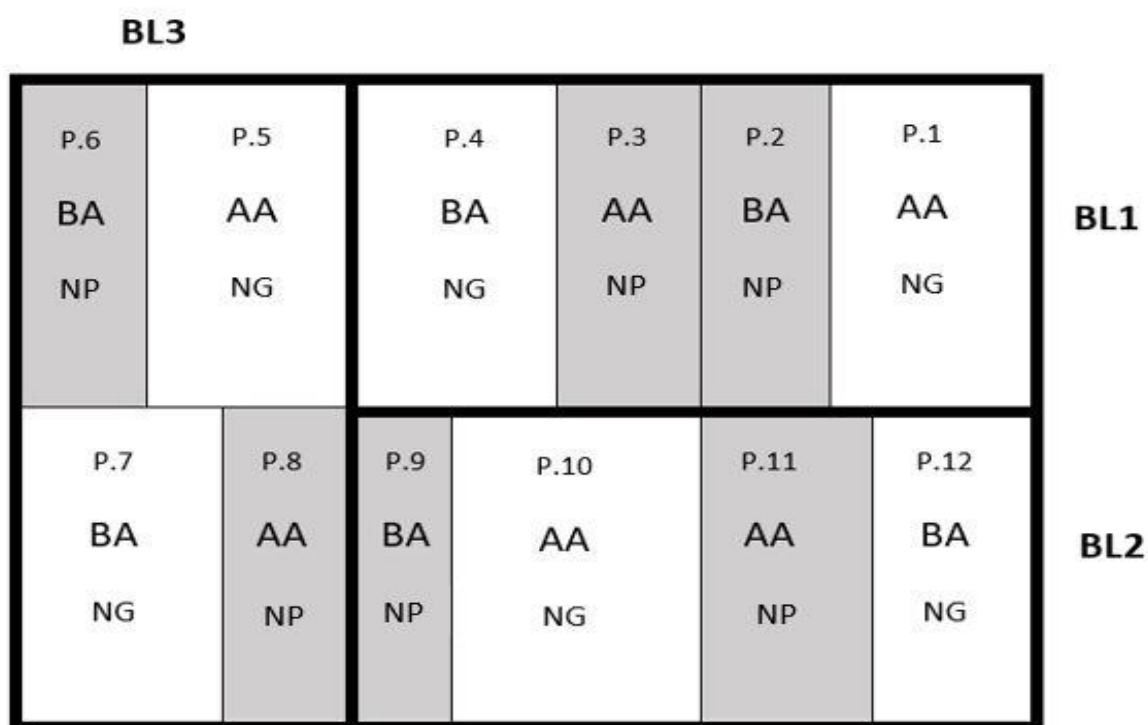 BL3
P.6 P.5 P.4 P.3 P.2 P.1
BA AA BA AA BA AA
NP NG NG NP NP NG
BL1
P.7 P.8 P.9 P.10 P.11 P.12
BA AA BA AA AA BA
NG NP NP NG NP NG
BL2